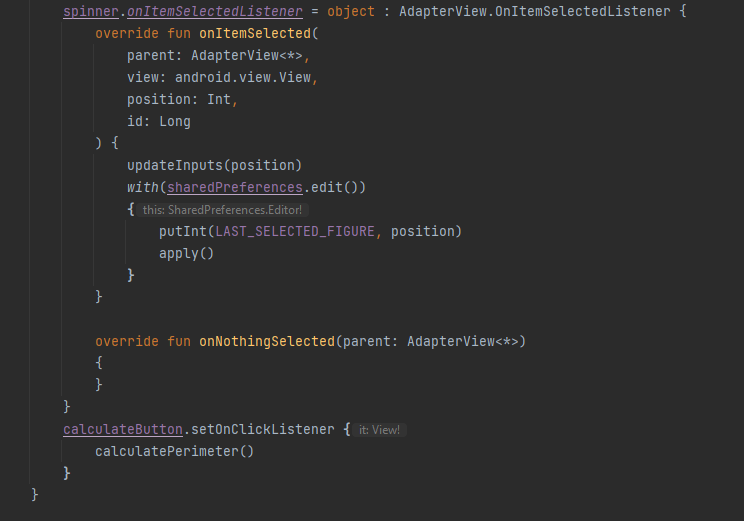 spinner.onItemSelectedListener = object : AdapterView.OnItemSelectedListener {
override fun onItemSelected(
parent: AdapterView<*>,
view: android.view.View,
position: Int,
id: Long
) {
updateInputs(position)
with(sharedPreferences.edit())
{ this: SharedPreferences.Editor!
putInt(LAST_SELECTED_FIGURE, position)
apply()
}
}
override fun onNothingSelected(parent: AdapterView<*>)
{
}
}
calculateButton.setOnClickListener { it: View!
calculatePerimeter()
}
}